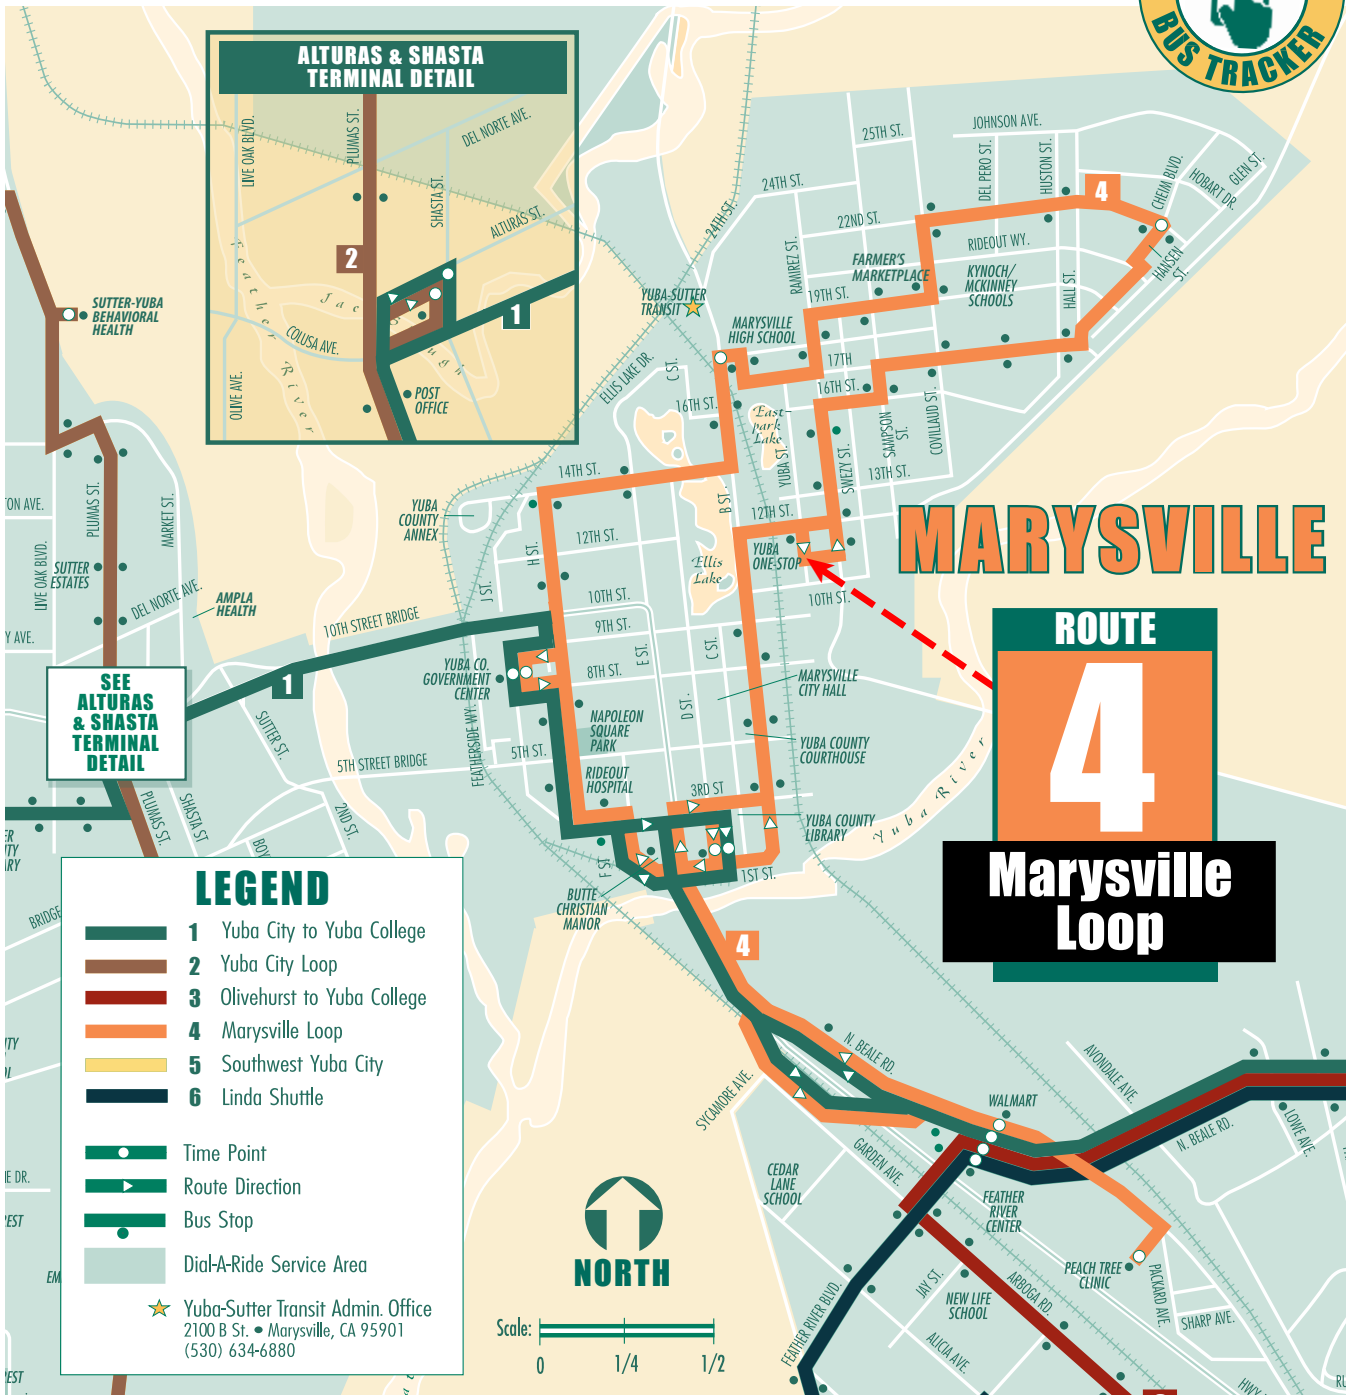 BUS TRACKER
ALTURAS & SHASTA
TERMINAL DETAIL
LIVE OAK BLVD.
PLUMAS ST.
DEL NORTE AVE.
SHASTA ST.
ALTURAS ST.
2
1
Feather River
COLUSA AVE.
OLIVE AVE.
POST
OFFICE
SUTTER-YUBA
BEHAVIORAL
HEALTH
JOHNSON AVE.
25TH ST.
DEL PERO ST.
HUSTON ST.
CHEIM BLVD.
HOBART DR.
GLEN ST.
24TH ST.
24TH ST.
4
22ND ST.
RAMIREZ ST.
RIDEOUT WY.
HANSEN
ST.
FARMER'S
MARKETPLACE
KYNOCH/
MCKINNEY
SCHOOLS
HALL ST.
YUBA-SUTTER
TRANSIT
19TH ST.
MARYSVILLE
HIGH SCHOOL
17TH
ELLIS LAKE DR.
C ST.
16TH ST.
16TH ST.
East-
park
Lake
YUBA ST.
SWEZY ST.
SAMPSON
ST.
COVILLAUD ST.
13TH ST.
14TH ST.
B ST.
12TH ST.
12TH ST.
YUBA
COUNTY
ANNEX
H ST.
J ST.
Ellis
Lake
YUBA
ONE-STOP
10TH ST.
10TH ST.
MARYSVILLE
TON AVE.
PLUMAS ST.
MARKET ST.
LIVE OAK BLVD.
SUTTER
ESTATES
DEL NORTE AVE.
AMPLA
HEALTH
Y AVE.
10TH STREET BRIDGE
1
9TH ST.
E ST.
C ST.
8TH ST.
D ST.
YUBA CO.
GOVERNMENT
CENTER
MARYSVILLE
CITY HALL
SEE
ALTURAS
& SHASTA
TERMINAL
DETAIL
SUTTER ST.
FEATHERSIDE WY.
NAPOLEON
SQUARE
PARK
5TH ST.
5TH STREET BRIDGE
YUBA COUNTY
COURTHOUSE
RIDEOUT
HOSPITAL
3RD ST
YUBA COUNTY
LIBRARY
Yuba River
ROUTE
4
Marysville
Loop
PLUMAS ST.
SHASTA ST
2ND ST.
BOY
F ST.
1ST ST.
BUTTE
CHRISTIAN
MANOR
BRIDGE
4
LEGEND
1 Yuba City to Yuba College
2 Yuba City Loop
3 Olivehurst to Yuba College
4 Marysville Loop
5 Southwest Yuba City
6 Linda Shuttle
Time Point
Route Direction
Bus Stop
Dial-A-Ride Service Area
Yuba-Sutter Transit Admin. Office
2100 B St. • Marysville, CA 95901
(530) 634-6880
N. BEALE RD.
SYCAMORE AVE.
AVONDALE AVE.
WALMART
N. BEALE RD.
LOWE AVE.
GARDEN AVE.
CEDAR
LANE
SCHOOL
FEATHER
RIVER
CENTER
PEACH TREE
CLINIC
PACKARD AVE.
SHARP AVE.
JAY ST.
ARBOGA RD.
NEW LIFE
SCHOOL
ALICIA AVE.
FEATHER RIVER BLVD.
HWY
NORTH
Scale:
0 1/4 1/2